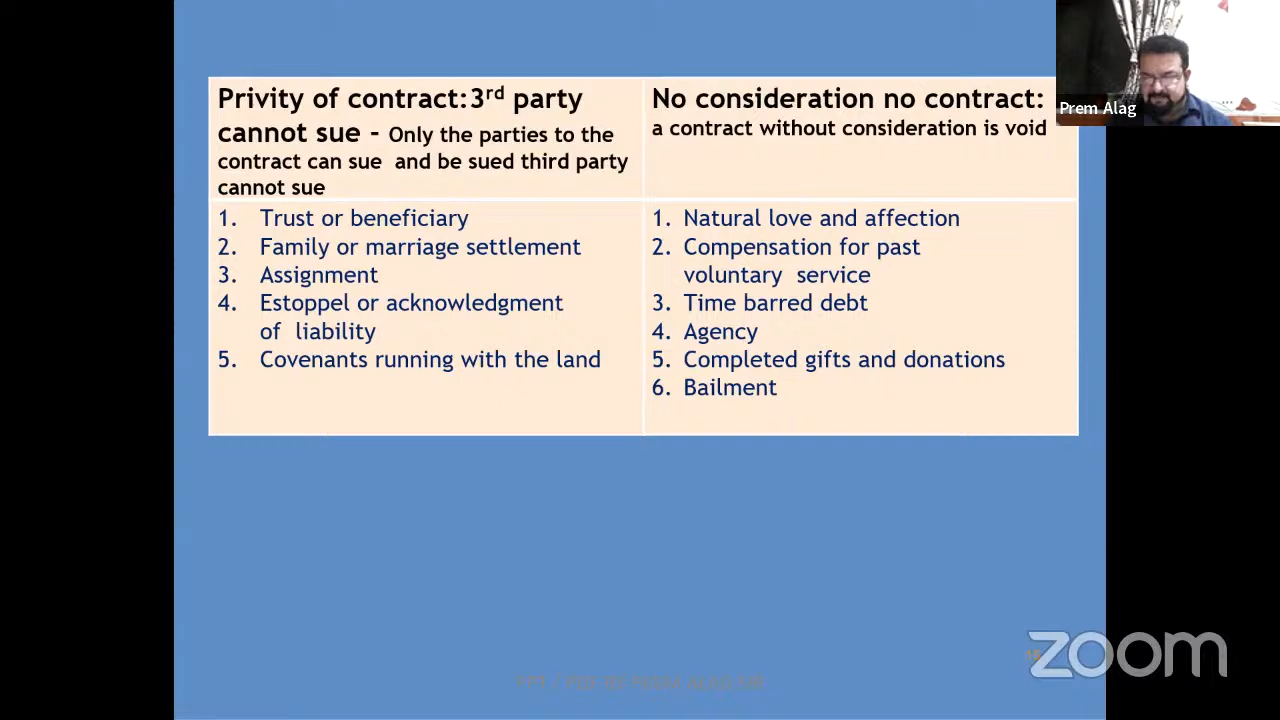 Privity of contract:3rd party
cannot sue - Only the parties to the
contract can sue and be sued third party
cannot sue
No consideration no contract:
a contract without consideration is void
1. Trust or beneficiary
2. Family or marriage settlement
3. Assignment
4. Estoppel or acknowledgment
of liability
5. Covenants running with the land
1. Natural love and affection
2. Compensation for past
voluntary service
3. Time barred debt
4. Agency
5. Completed gifts and donations
6. Bailment
Prem Alag
zoom